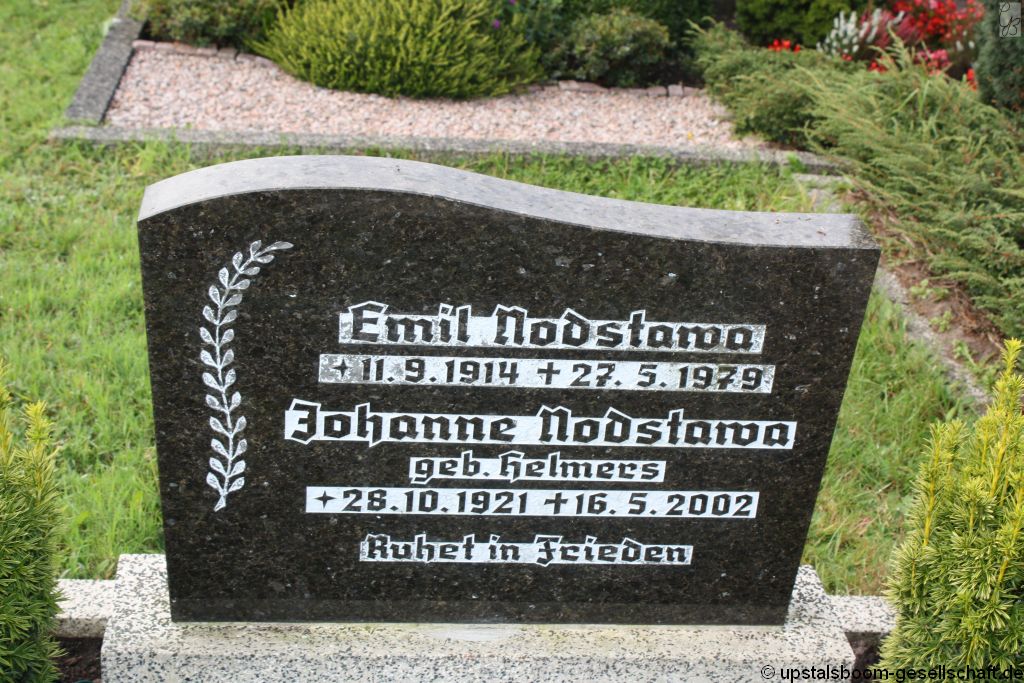 Emil Nodstawa
✦ 11. 9. 1914 ✝ 27. 5. 1979
Johanne Nodstawa
geb. Helmers
✦ 28. 10. 1921 ✝ 16. 5. 2002
Ruhet in Frieden
© upstalsboom-gesellschaft.de